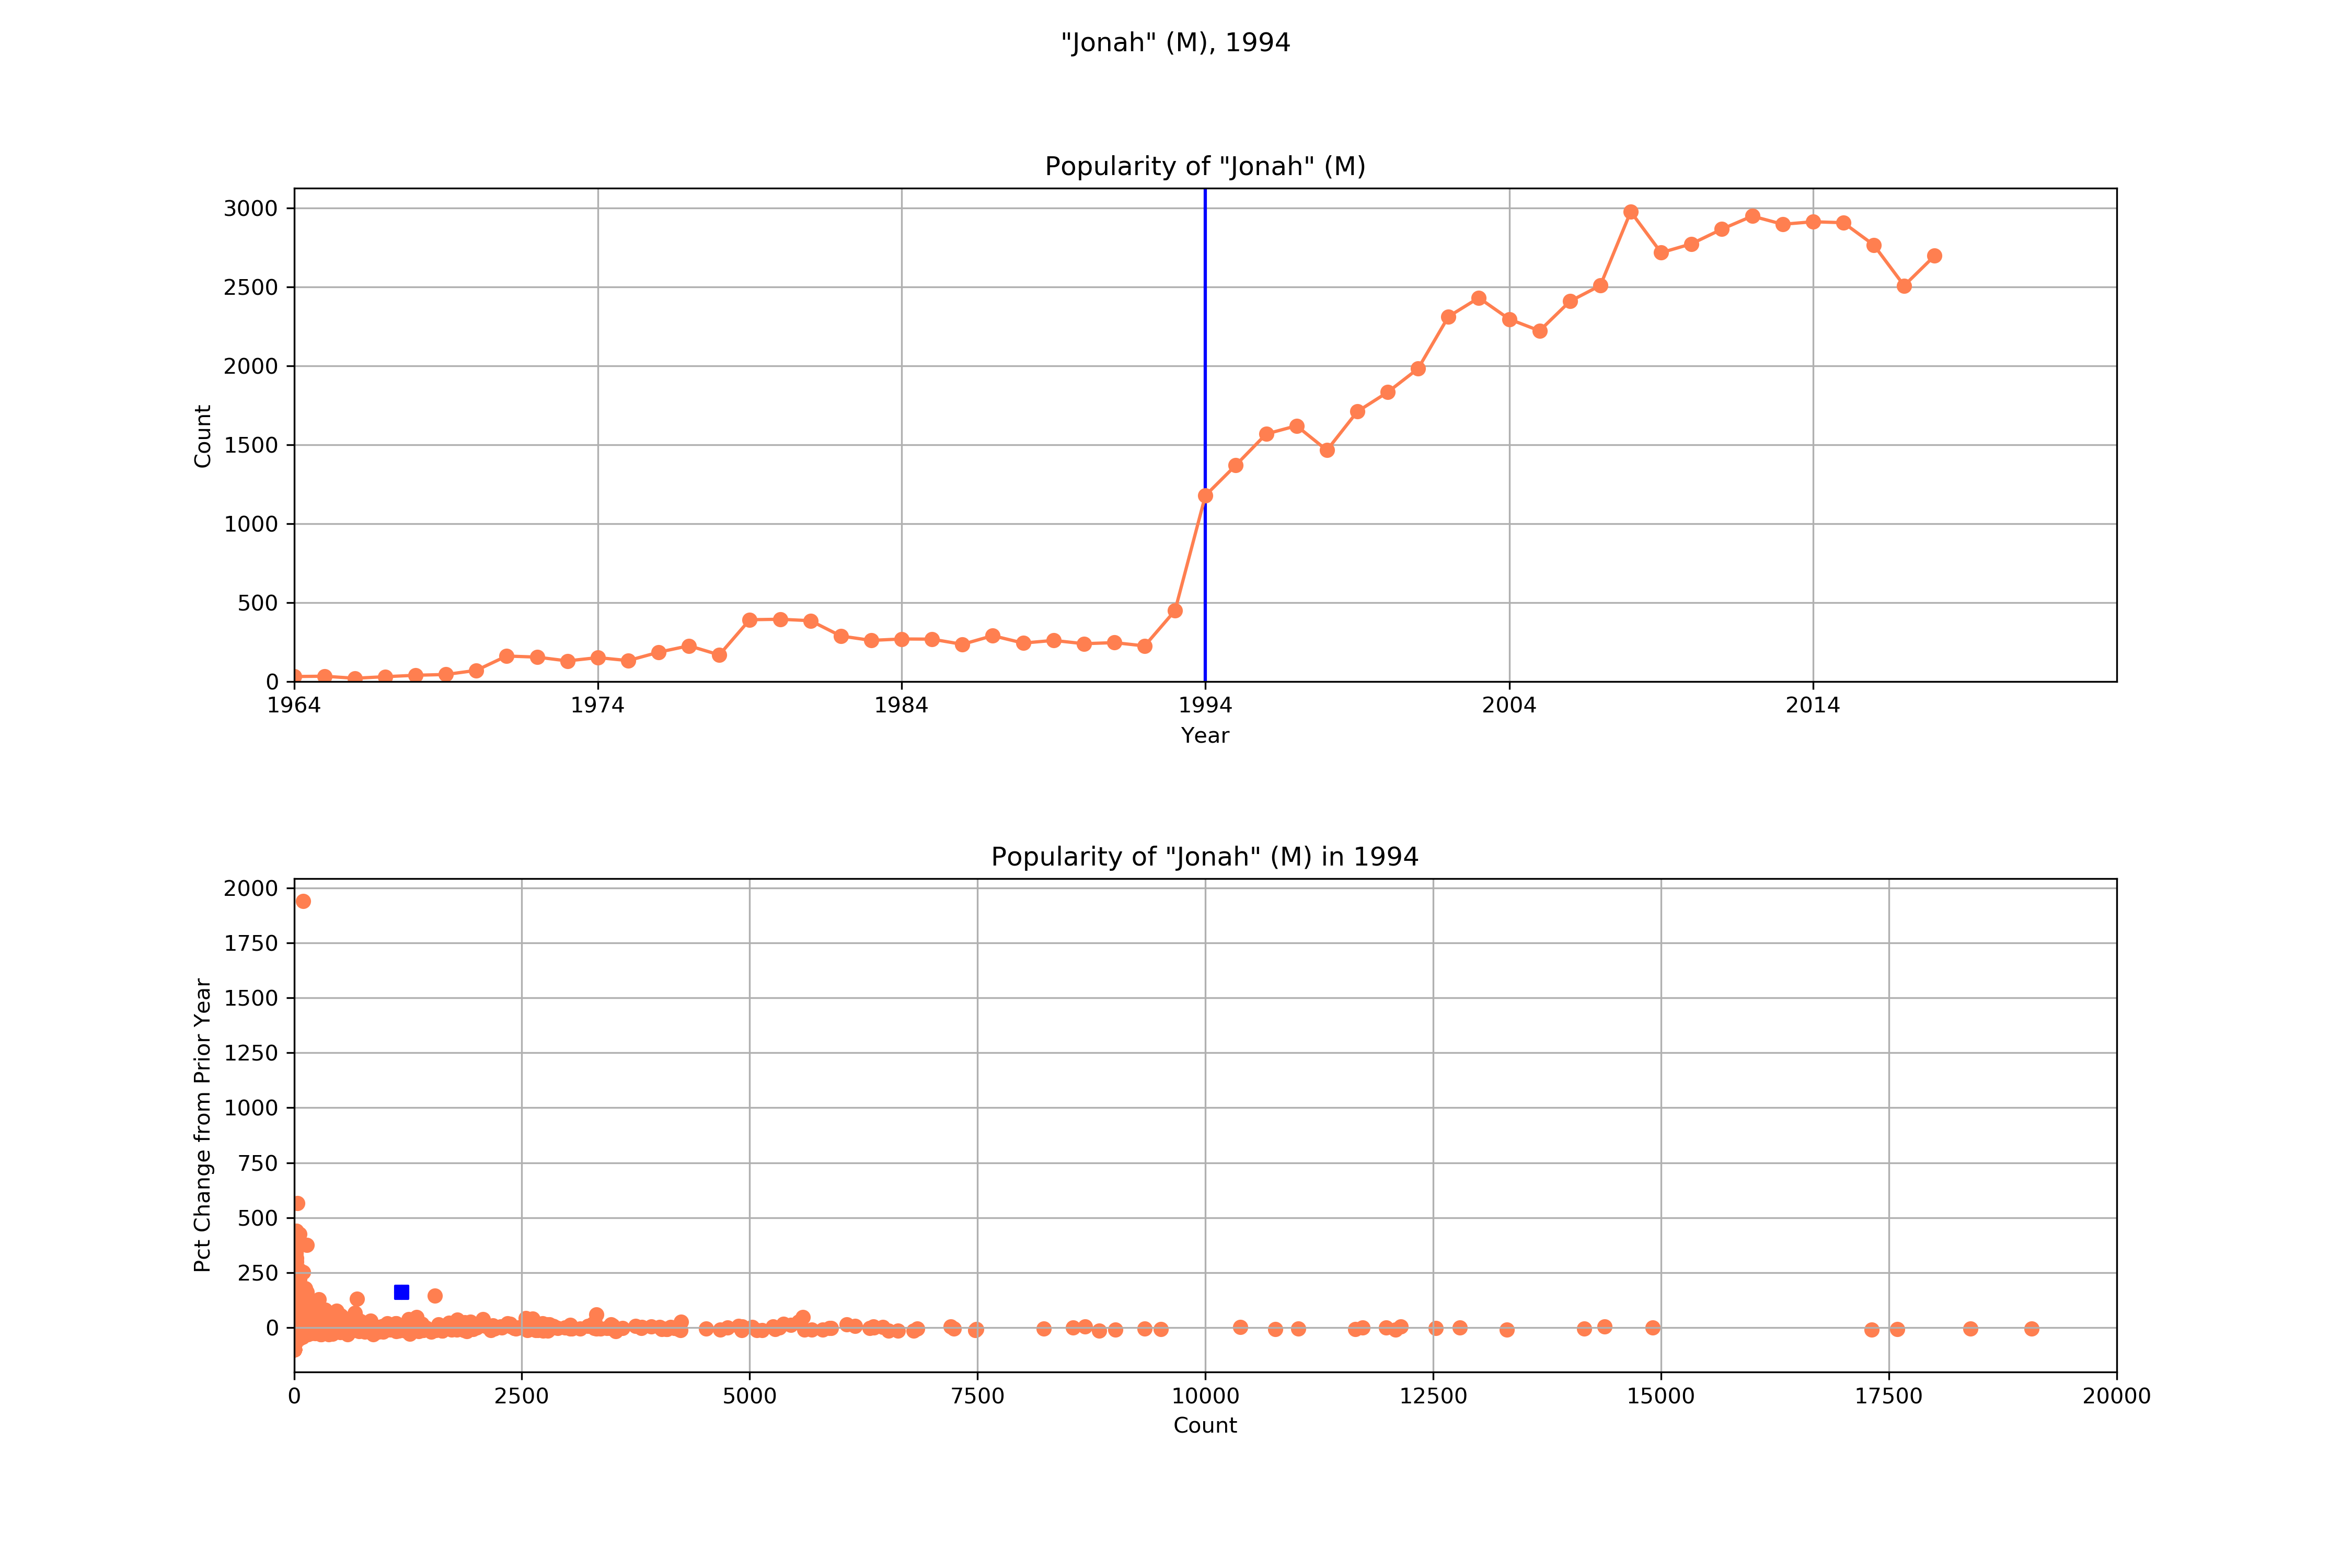 "Jonah" (M), 1994
Popularity of "Jonah" (M)
3000
2500
2000
1500
1000
500
0
Count
1964 1974 1984 1994 2004 2014
Year
Popularity of "Jonah" (M) in 1994
2000
1750
1500
1250
1000
750
500
250
0
Pct Change from Prior Year
0 2500 5000 7500 10000 12500 15000 17500 20000
Count